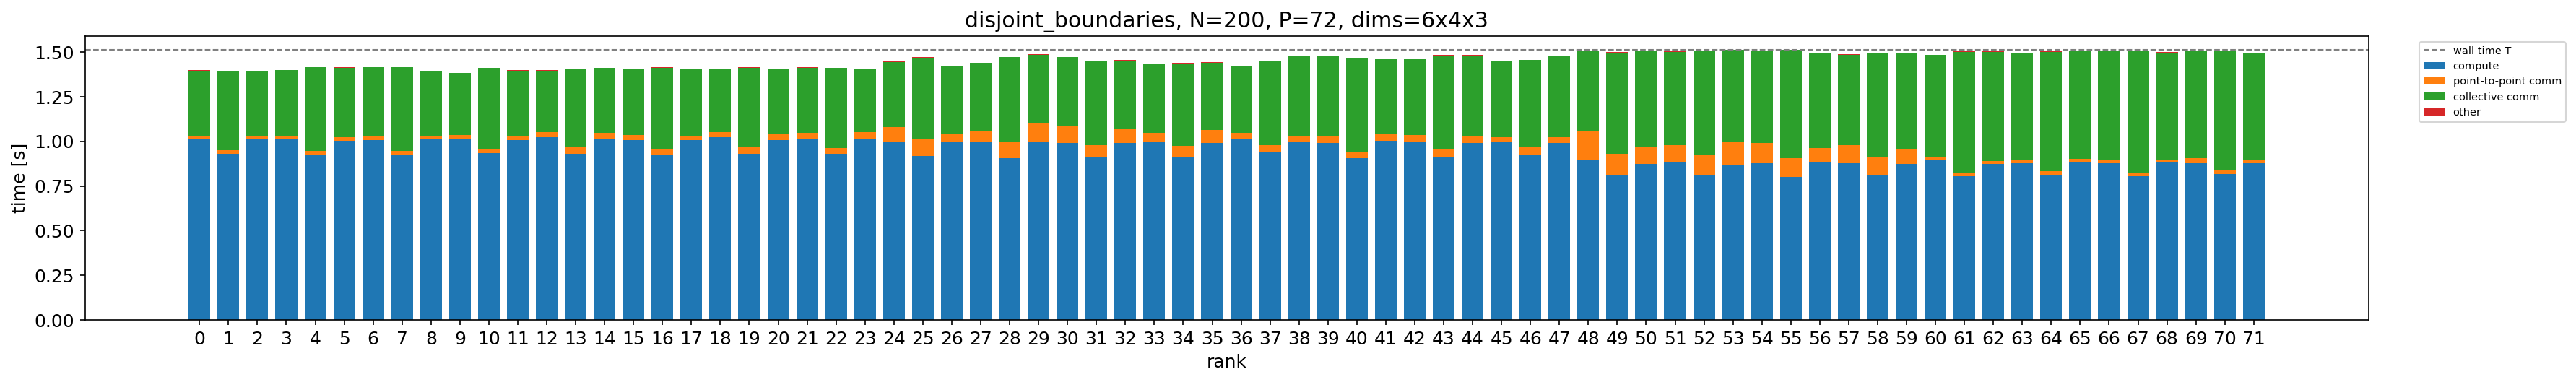 disjoint_boundaries, N=200, P=72, dims=6x4x3
time [s]
1.50
1.25
1.00
0.75
0.50
0.25
0.00
0 1 2 3 4 5 6 7 8 9 10 11 12 13 14 15 16 17 18 19 20 21 22 23 24 25 26 27 28 29 30 31 32 33 34 35 36 37 38 39 40 41 42 43 44 45 46 47 48 49 50 51 52 53 54 55 56 57 58 59 60 61 62 63 64 65 66 67 68 69 70 71
rank
wall time T
compute
point-to-point comm
collective comm
other